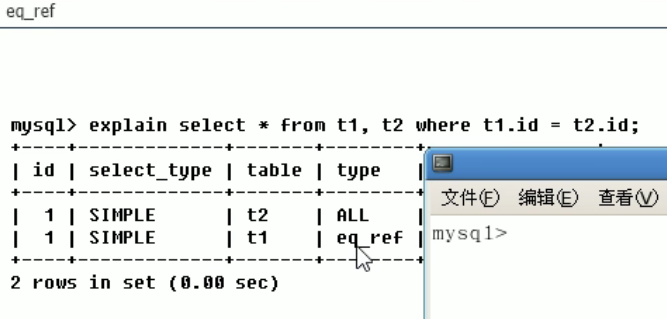 eq_ref
mysql> explain select * from t1, t2 where t1.id = t2.id;
+----+-------------+-------+--------+
| id | select_type | table | type |
+----+-------------+-------+--------+
| 1 | SIMPLE | t2 | ALL |
| 1 | SIMPLE | t1 | eq_ref |
+----+-------------+-------+--------+
2 rows in set (0.00 sec)
文件(F) 编辑(E) 查看(V)
mysql>